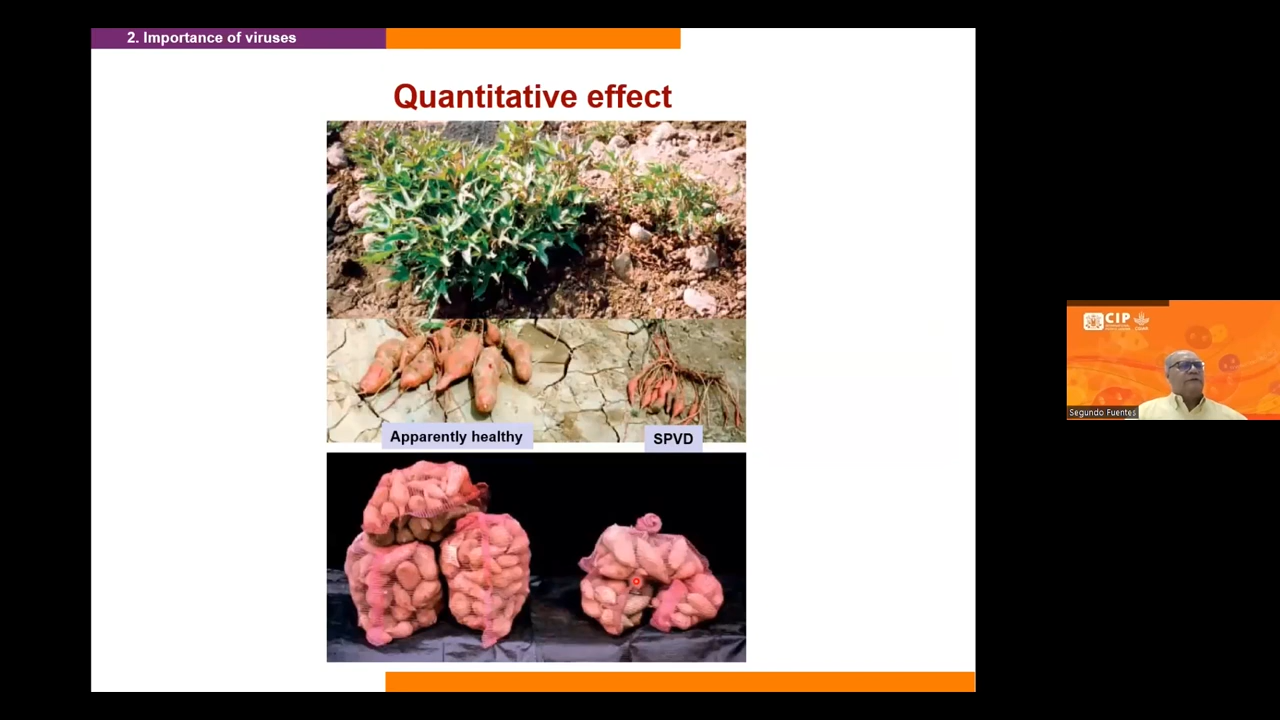 2. Importance of viruses
Quantitative effect
Apparently healthy
SPVD
CIP
Segundo Fuentes